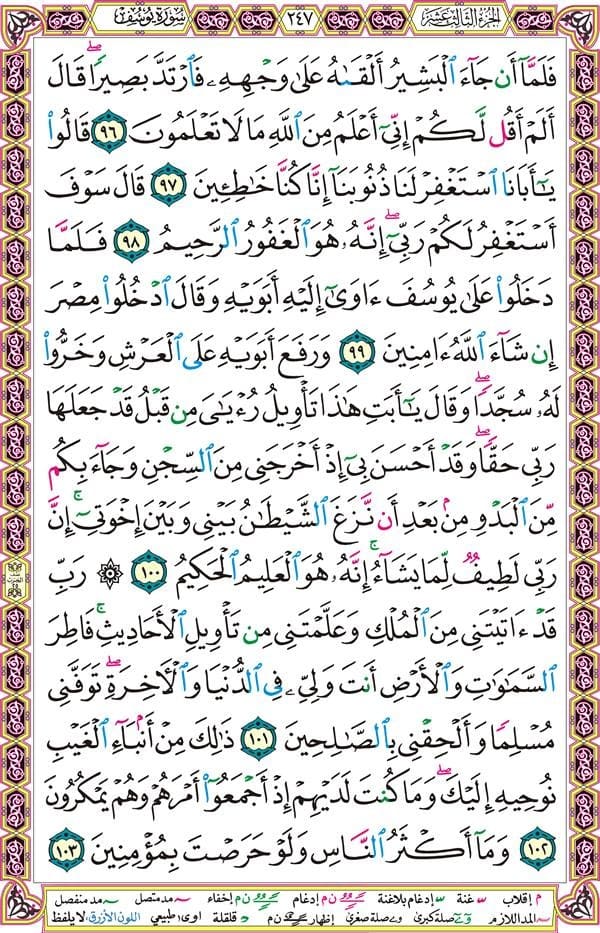 الجزء الثالث عشر ٢٤٧ سورة يوسف
فَلَمَّآ أَن جَآءَ ٱلْبَشِيرُ أَلْقَىٰهُ عَلَىٰ وَجْهِهِۦ فَٱرْتَدَّ بَصِيرًاۖ قَالَ
أَلَمْ أَقُل لَّكُمْ إِنِّىٓ أَعْلَمُ مِنَ ٱللَّهِ مَا لَا تَعْلَمُونَ ٩٦ قَالُوا۟
يَـٰٓأَبَانَا ٱسْتَغْفِرْ لَنَا ذُنُوبَنَآ إِنَّا كُنَّا خَـٰطِـِٔينَ ٩٧ قَالَ سَوْفَ
أَسْتَغْفِرُ لَكُمْ رَبِّىٓۖ إِنَّهُۥ هُوَ ٱلْغَفُورُ ٱلرَّحِيمُ ٩٨ فَلَمَّا
دَخَلُوا۟ عَلَىٰ يُوسُفَ ءَاوَىٰٓ إِلَيْهِ أَبَوَيْهِ وَقَالَ ٱدْخُلُوا۟ مِصْرَ
إِن شَآءَ ٱللَّهُ ءَامِنِينَ ٩٩ وَرَفَعَ أَبَوَيْهِ عَلَى ٱلْعَرْشِ وَخَرُّوا۟
لَهُۥ سُجَّدًاۖ وَقَالَ يَـٰٓأَبَتِ هَـٰذَا تَأْوِيلُ رُءْيَـٰىَ مِن قَبْلُ قَدْ جَعَلَهَا
رَبِّى حَقًّاۖ وَقَدْ أَحْسَنَ بِىٓ إِذْ أَخْرَجَنِى مِنَ ٱلسِّجْنِ وَجَآءَ بِكُم
مِّنَ ٱلْبَدْوِ مِنۢ بَعْدِ أَن نَّزَغَ ٱلشَّيْطَـٰنُ بَيْنِى وَبَيْنَ إِخْوَتِىٓۚ إِنَّ
رَبِّى لَطِيفٌ لِّمَا يَشَآءُۚ إِنَّهُۥ هُوَ ٱلْعَلِيمُ ٱلْحَكِيمُ ١٠٠ ۞ رَبِّ
قَدْ ءَاتَيْتَنِى مِنَ ٱلْمُلْكِ وَعَلَّمْتَنِى مِن تَأْوِيلِ ٱلْأَحَادِيثِۚ فَاطِرَ
ٱلسَّمَـٰوَٰتِ وَٱلْأَرْضِ أَنتَ وَلِىِّۦ فِى ٱلدُّنْيَا وَٱلْـَٔاخِرَةِۖ تَوَفَّنِى
مُسْلِمًا وَأَلْحِقْنِى بِٱلصَّـٰلِحِينَ ١٠١ ذَٰلِكَ مِنْ أَنۢبَآءِ ٱلْغَيْبِ
نُوحِيهِ إِلَيْكَۖ وَمَا كُنتَ لَدَيْهِمْ إِذْ أَجْمَعُوٓا۟ أَمْرَهُمْ وَهُمْ يَمْكُرُونَ
١٠٢ وَمَآ أَكْثَرُ ٱلنَّاسِ وَلَوْ حَرَصْتَ بِمُؤْمِنِينَ ١٠٣
م إقلاب س غنة س إدغام بلاغنة ن م إدغام ن م إخفاء ~ مد متصل ~ مد منفصل
~ المد اللازم صلة كبرى صلة صغرى إظهار ن م قلقلة اوى طبيعي اللون الأزرق لا يلفظ